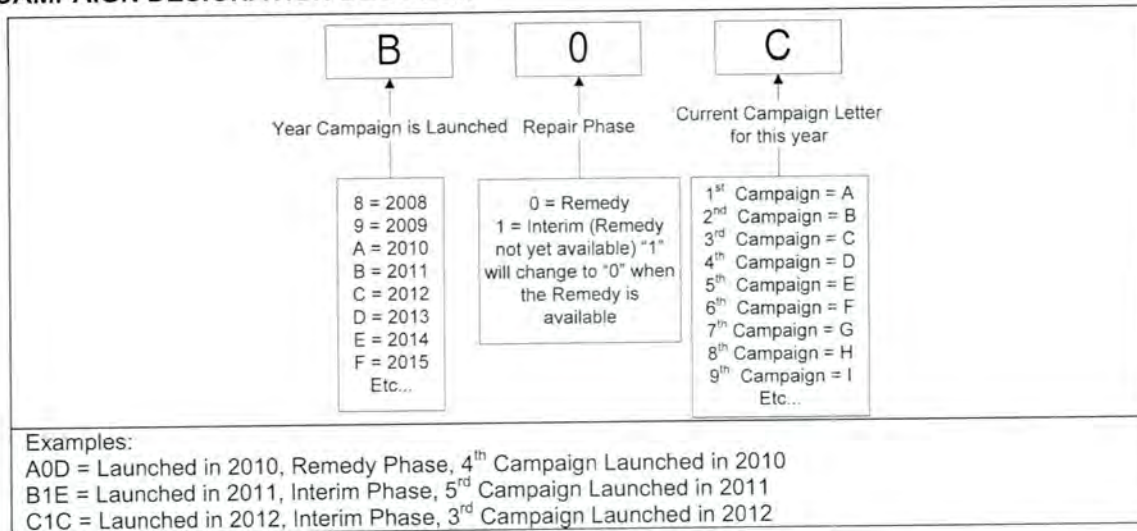 B 0 C
Year Campaign is Launched
Repair Phase
Current Campaign Letter
for this year
8 = 2008
9 = 2009
A = 2010
B = 2011
C = 2012
D = 2013
E = 2014
F = 2015
Etc...
0 = Remedy
1 = Interim (Remedy
not yet available) “1”
will change to “0” when
the Remedy is
available
1st Campaign = A
2nd Campaign = B
3rd Campaign = C
4th Campaign = D
5th Campaign = E
6th Campaign = F
7th Campaign = G
8th Campaign = H
9th Campaign = I
Etc...
Examples:
A0D = Launched in 2010, Remedy Phase, 4th Campaign Launched in 2010
B1E = Launched in 2011, Interim Phase, 5rd Campaign Launched in 2011
C1C = Launched in 2012, Interim Phase, 3rd Campaign Launched in 2012